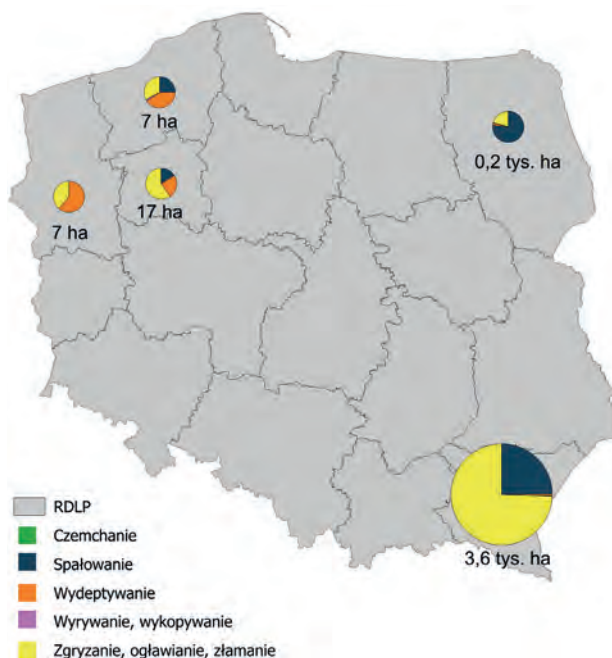 7 ha
0,2 tys. ha
17 ha
7 ha
3,6 tys. ha
RDLP
Czemchanie
Spałowanie
Wydeptywanie
Wyrywanie, wykopywanie
Zgryzanie, ogławianie, złamanie